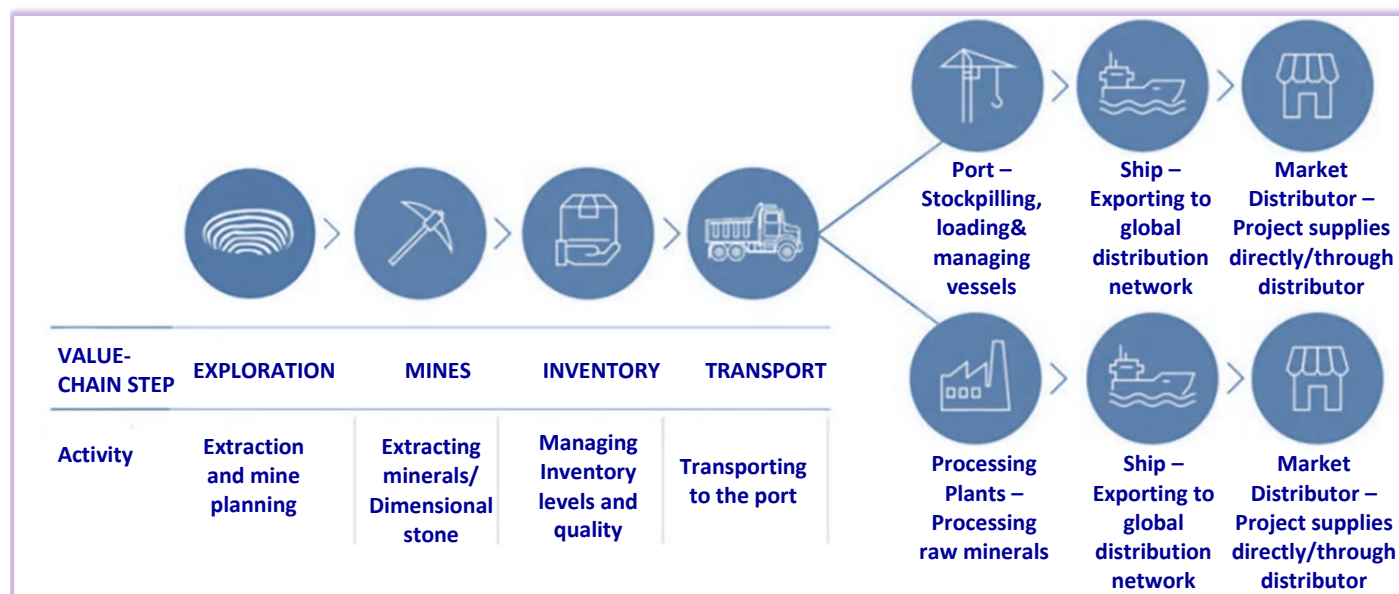 Port –
Stockpilling,
loading&
managing
vessels
Ship –
Exporting to
global
distribution
network
Market
Distributor –
Project supplies
directly/through
distributor
VALUE-
CHAIN STEP
EXPLORATION
MINES
INVENTORY
TRANSPORT
Activity
Extraction
and mine
planning
Extracting
minerals/
Dimensional
stone
Managing
Inventory
levels and
quality
Transporting
to the port
Processing
Plants –
Processing
raw minerals
Ship –
Exporting to
global
distribution
network
Market
Distributor –
Project supplies
directly/through
distributor